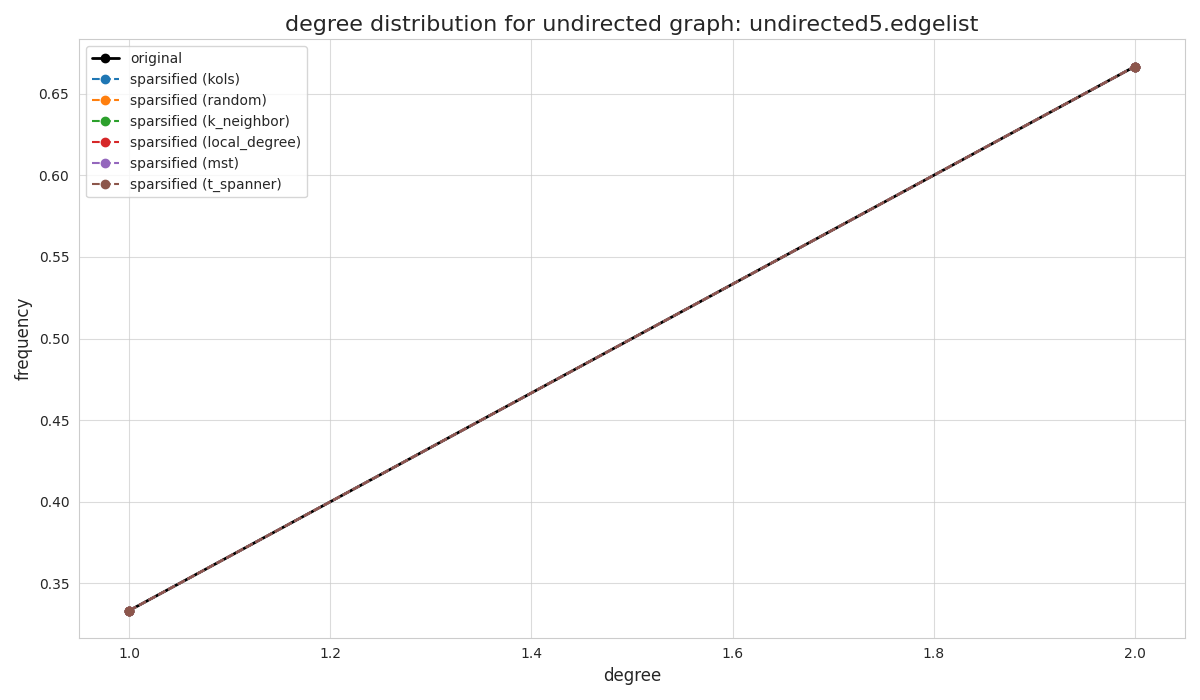 degree distribution for undirected graph: undirected5.edgelist
original
sparsified (kols)
sparsified (random)
sparsified (k_neighbor)
sparsified (local_degree)
sparsified (mst)
sparsified (t_spanner)
frequency
0.65
0.60
0.55
0.50
0.45
0.40
0.35
1.0 1.2 1.4 1.6 1.8 2.0
degree